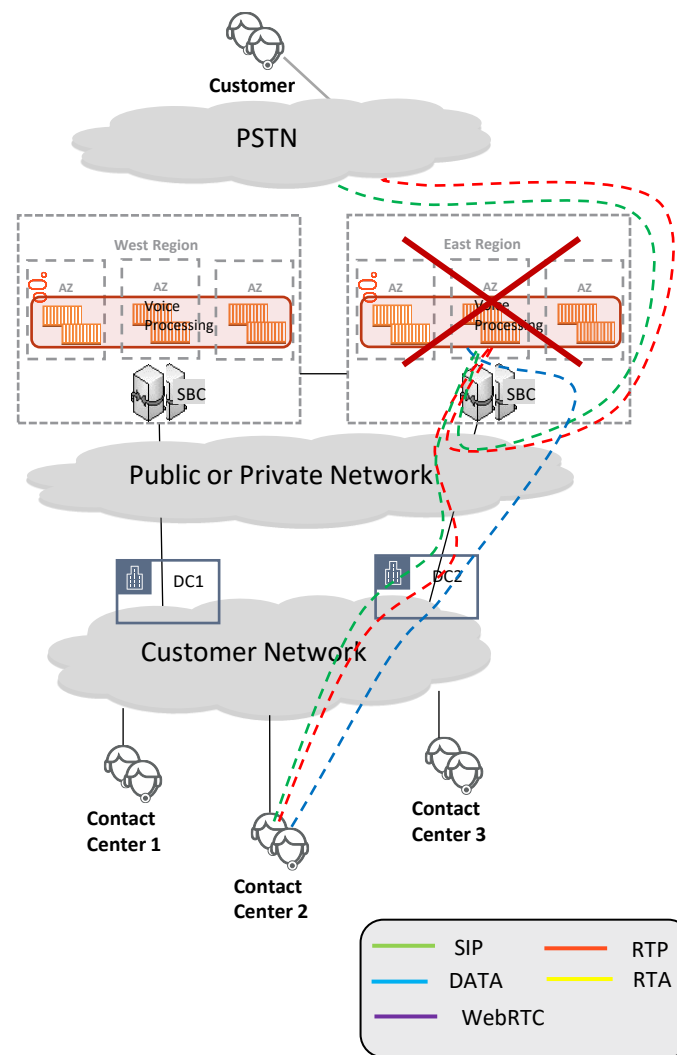 Customer
PSTN
West Region
East Region
AZ
AZ
AZ
AZ
AZ
AZ
Voice
Processing
Voice
Processing
SBC
SBC
Public or Private Network
DC1
DC2
Customer Network
Contact
Center 1
Contact
Center 3
Contact
Center 2
SIP
RTP
DATA
RTA
WebRTC